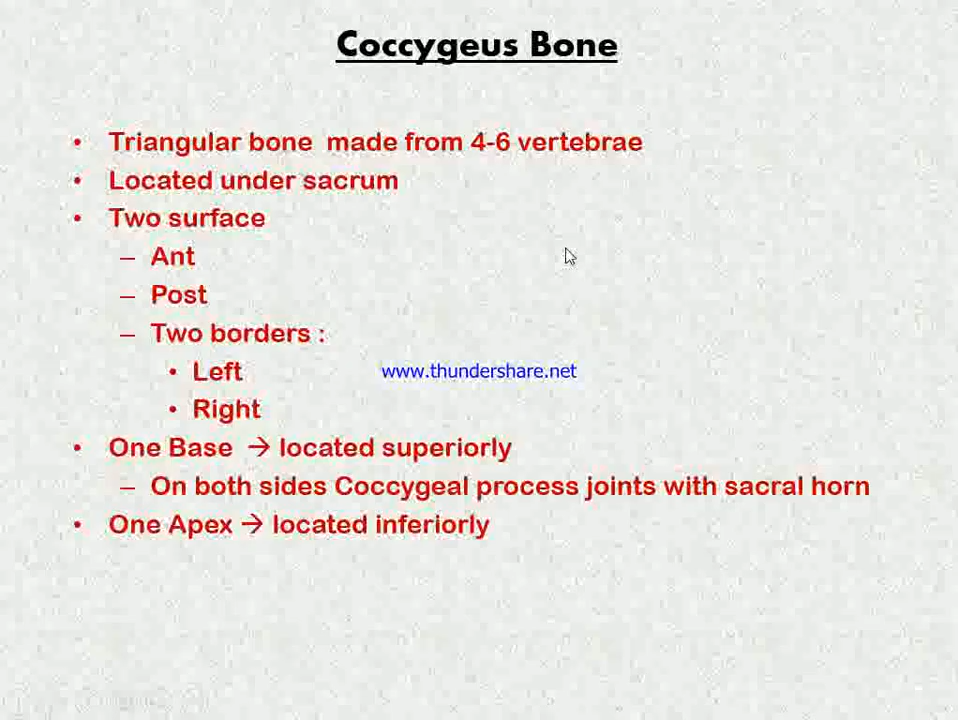 Coccygeus Bone
• Triangular bone made from 4-6 vertebrae
• Located under sacrum
• Two surface
– Ant
– Post
– Two borders :
• Left
www.thundershare.net
• Right
• One Base → located superiorly
– On both sides Coccygeal process joints with sacral horn
• One Apex → located inferiorly